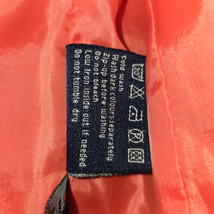 Cold wash
Wash dark colours separately
Zip-up before washing
Do not bleach
Low iron inside out if needed
Do not tumble dry